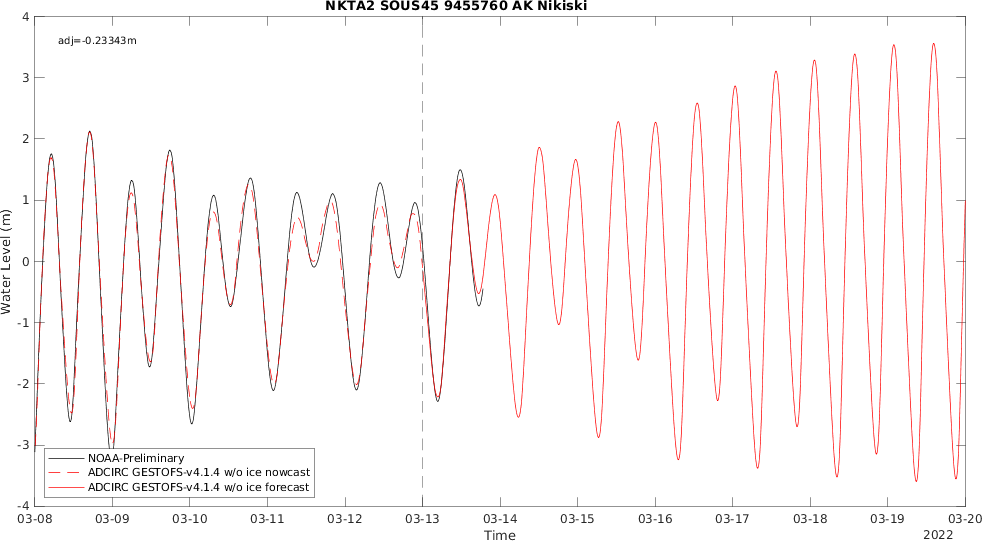 NKTA2 SOUS45 9455760 AK Nikiski
adj=-0.23343m
4
3
2
1
0
-1
-2
-3
-4
Water Level (m)
NOAA-Preliminary
ADCIRC GESTOFS-v4.1.4 w/o ice nowcast
ADCIRC GESTOFS-v4.1.4 w/o ice forecast
03-08 03-09 03-10 03-11 03-12 03-13 03-14 03-15 03-16 03-17 03-18 03-19 03-20
Time
2022